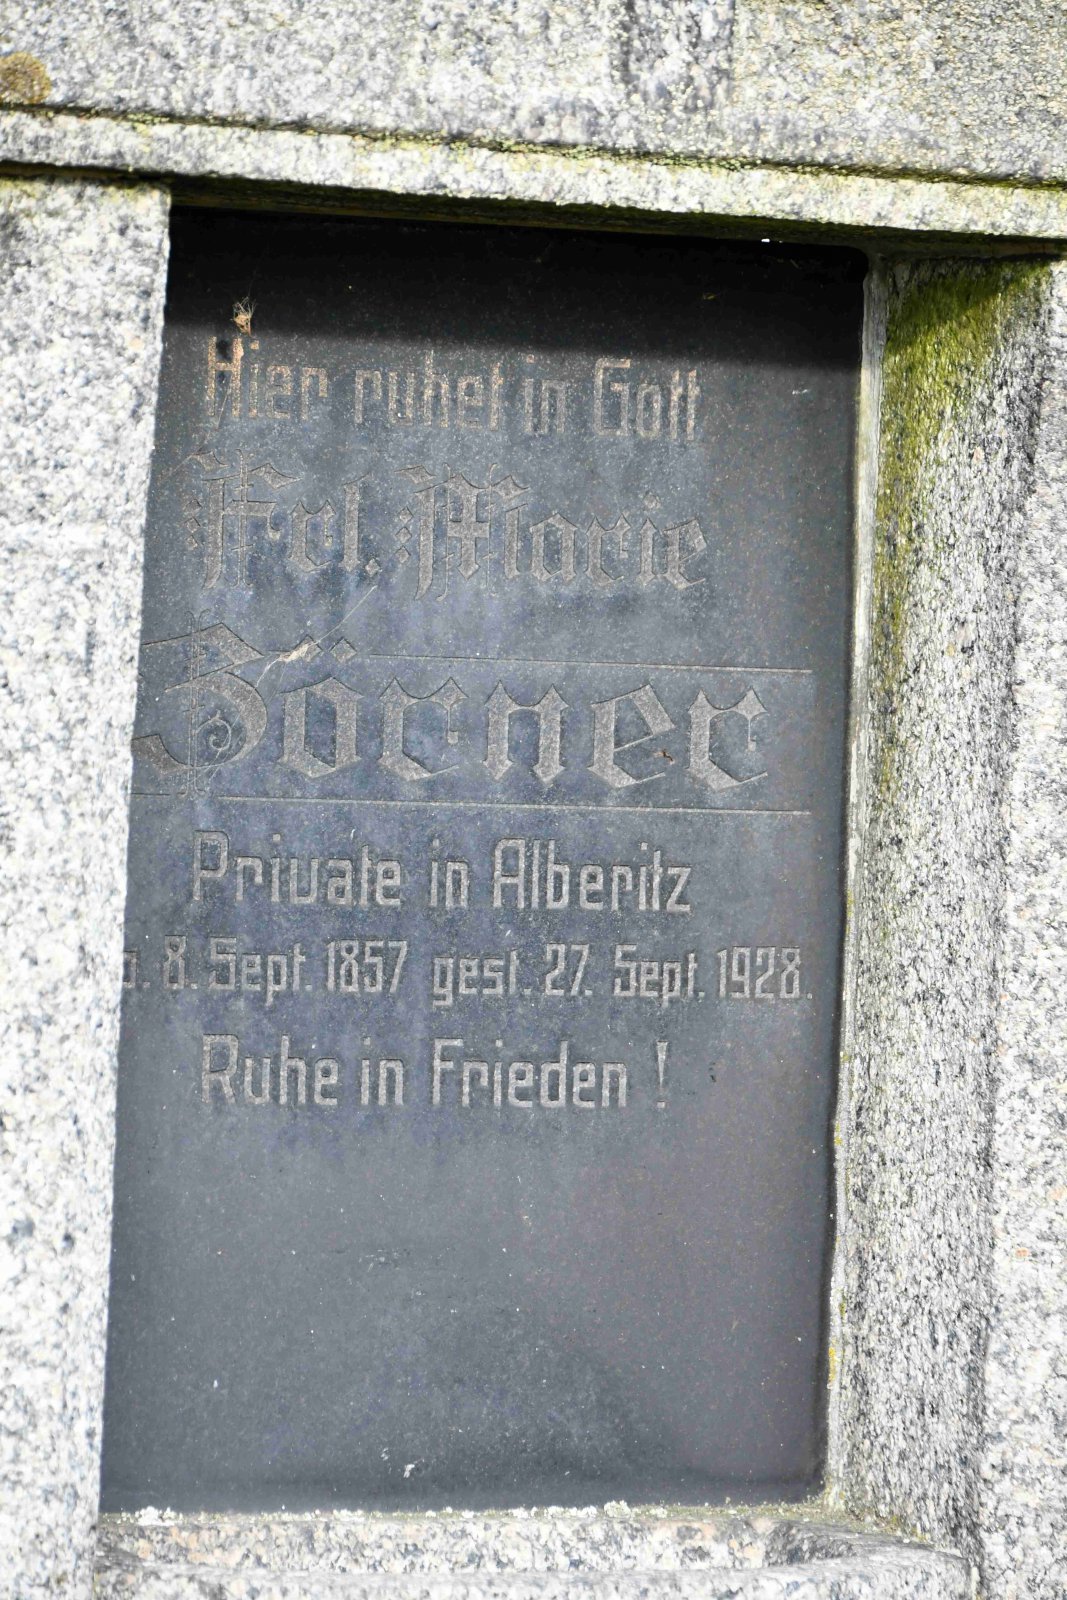 Hier ruhet in Gott
Frl. Marie
Zörner
Private in Alberitz
b. 8. Sept. 1857 gest. 27. Sept. 1928.
Ruhe in Frieden !